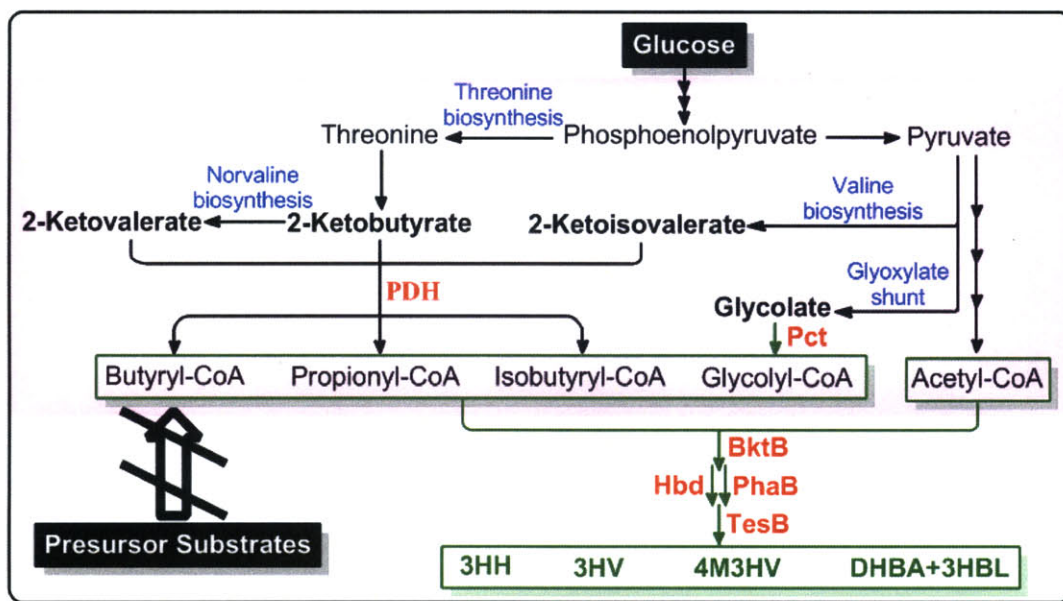 Glucose
Threonine
biosynthesis
Threonine
Phosphoenolpyruvate
Pyruvate
Norvaline
biosynthesis
Valine
biosynthesis
2-Ketovalerate
2-Ketobutyrate
2-Ketoisovalerate
Glyoxylate
shunt
PDH
Glycolate
Pct
Butyryl-CoA
Propionyl-CoA
Isobutyryl-CoA
Glycolyl-CoA
Acetyl-CoA
BktB
Hbd
PhaB
TesB
Presursor Substrates
3HH
3HV
4M3HV
DHBA+3HBL